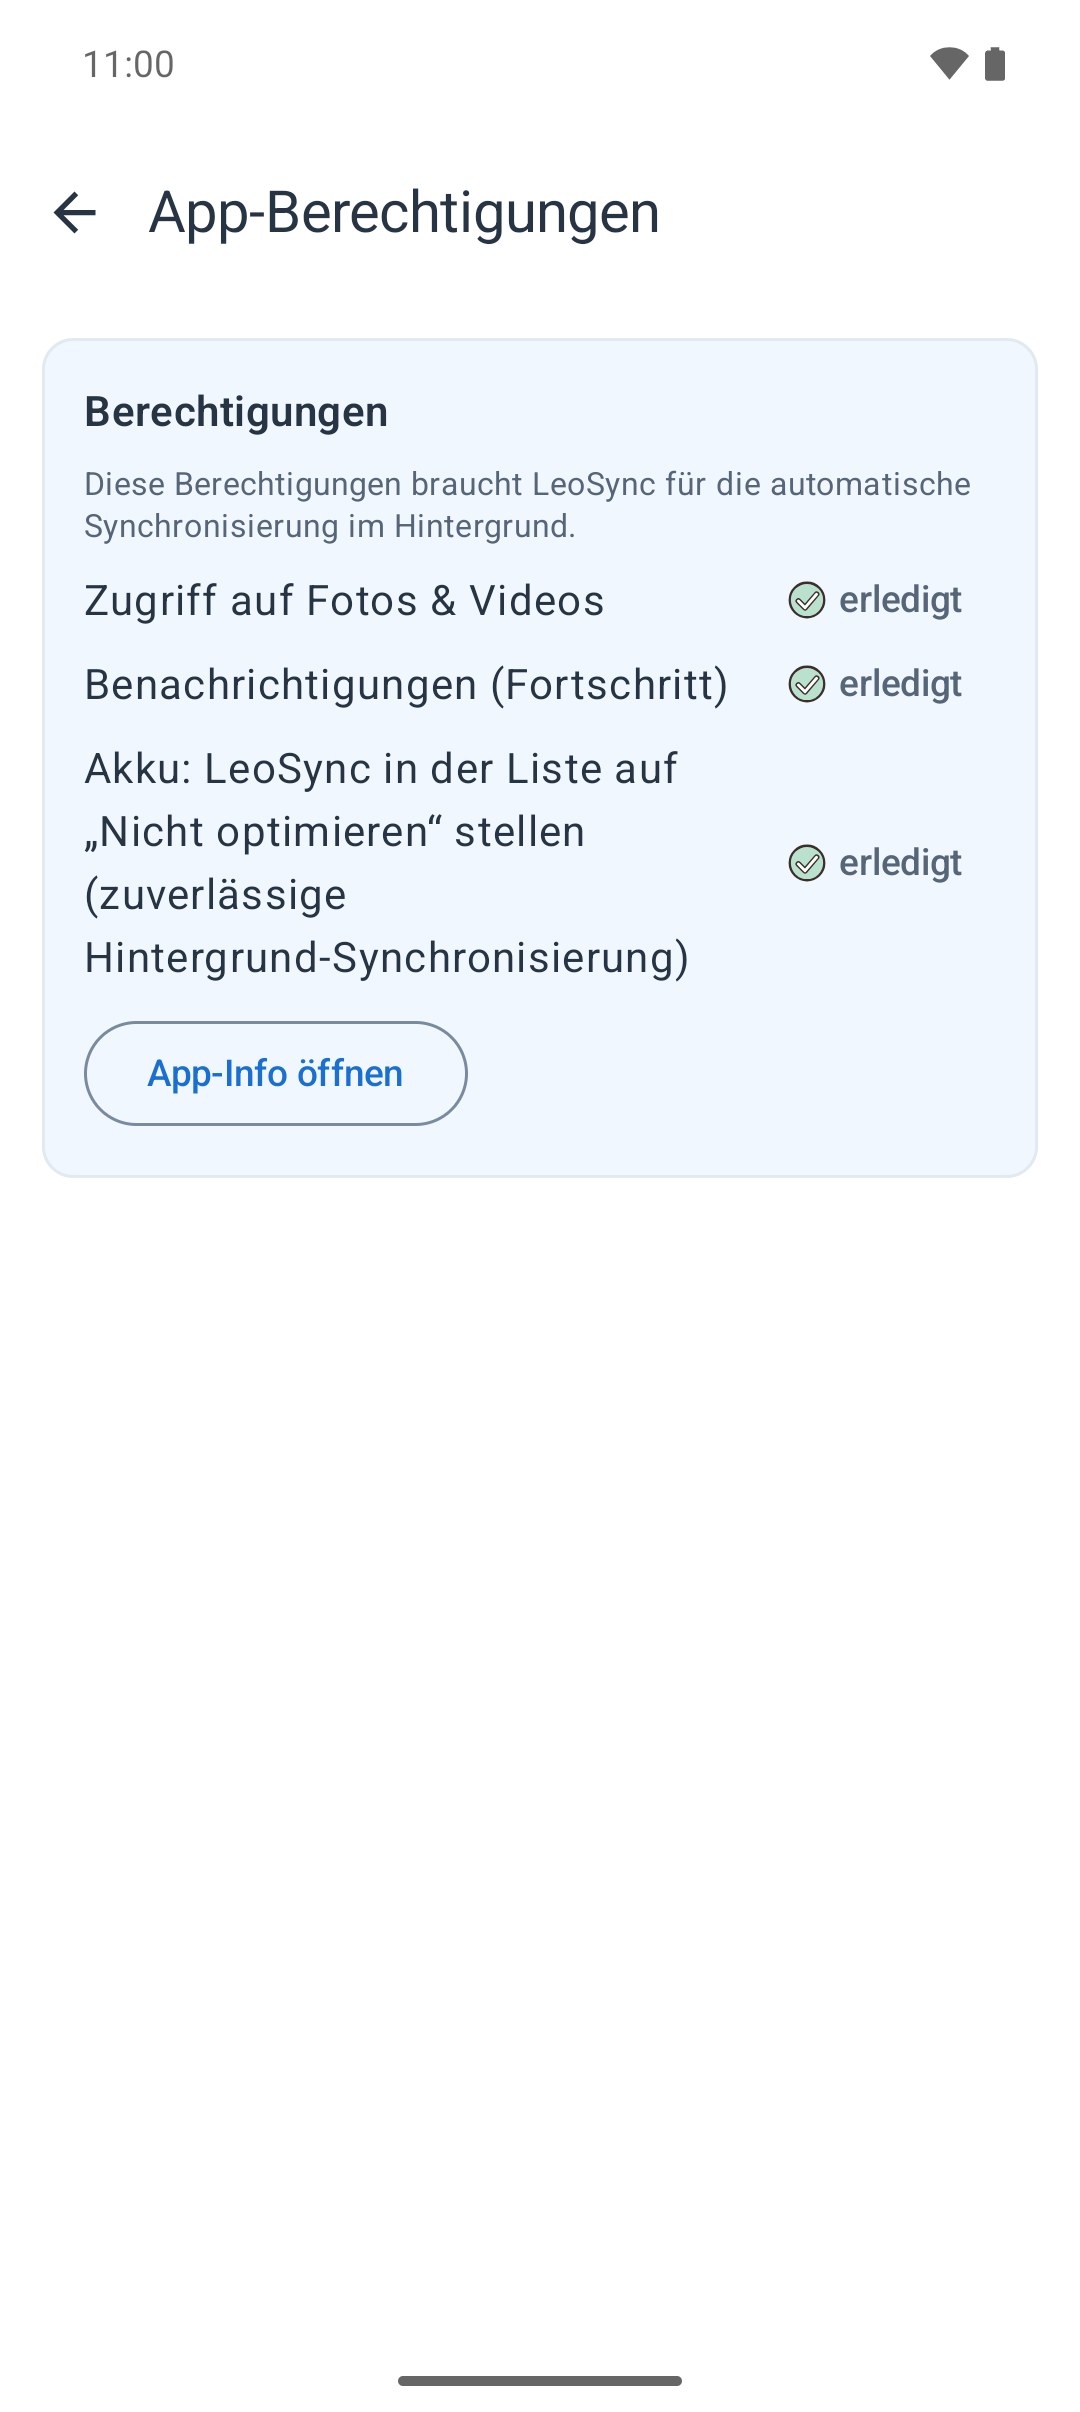 11:00
App-Berechtigungen
Berechtigungen
Diese Berechtigungen braucht LeoSync für die automatische
Synchronisierung im Hintergrund.
Zugriff auf Fotos & Videos
erledigt
Benachrichtigungen (Fortschritt)
erledigt
Akku: LeoSync in der Liste auf
„Nicht optimieren“ stellen
(zuverlässige
Hintergrund-Synchronisierung)
erledigt
App-Info öffnen